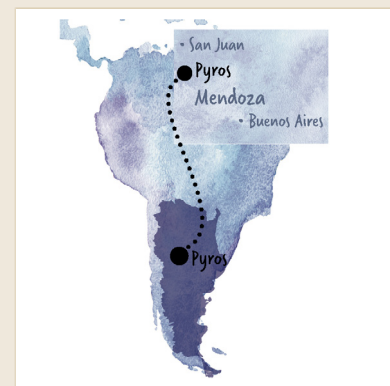 • San Juan
Pyros
Mendoza
• Buenos Aires
Pyros